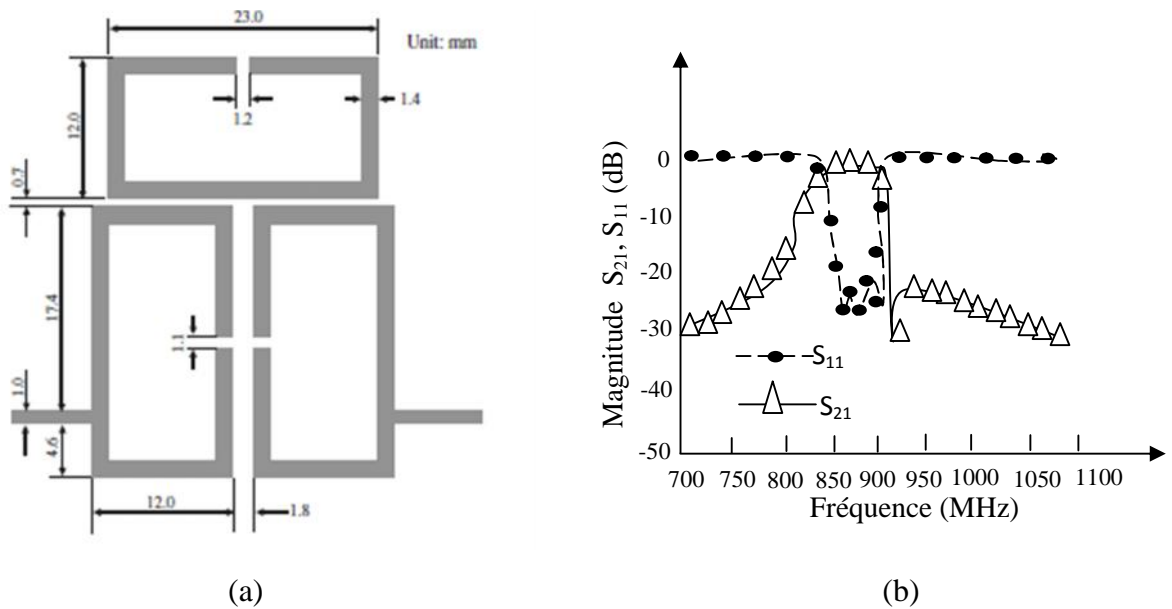 23.0
Unit: mm
12.0
1.2
1.4
0.7
17.4
1.1
1.0
4.6
12.0
1.8
(a)
Magnitude S₂₁, S₁₁ (dB)
0
-10
-20
-30
-40
-50
S₁₁
S₂₁
700 750 800 850 900 950 1000 1050 1100
Fréquence (MHz)
(b)